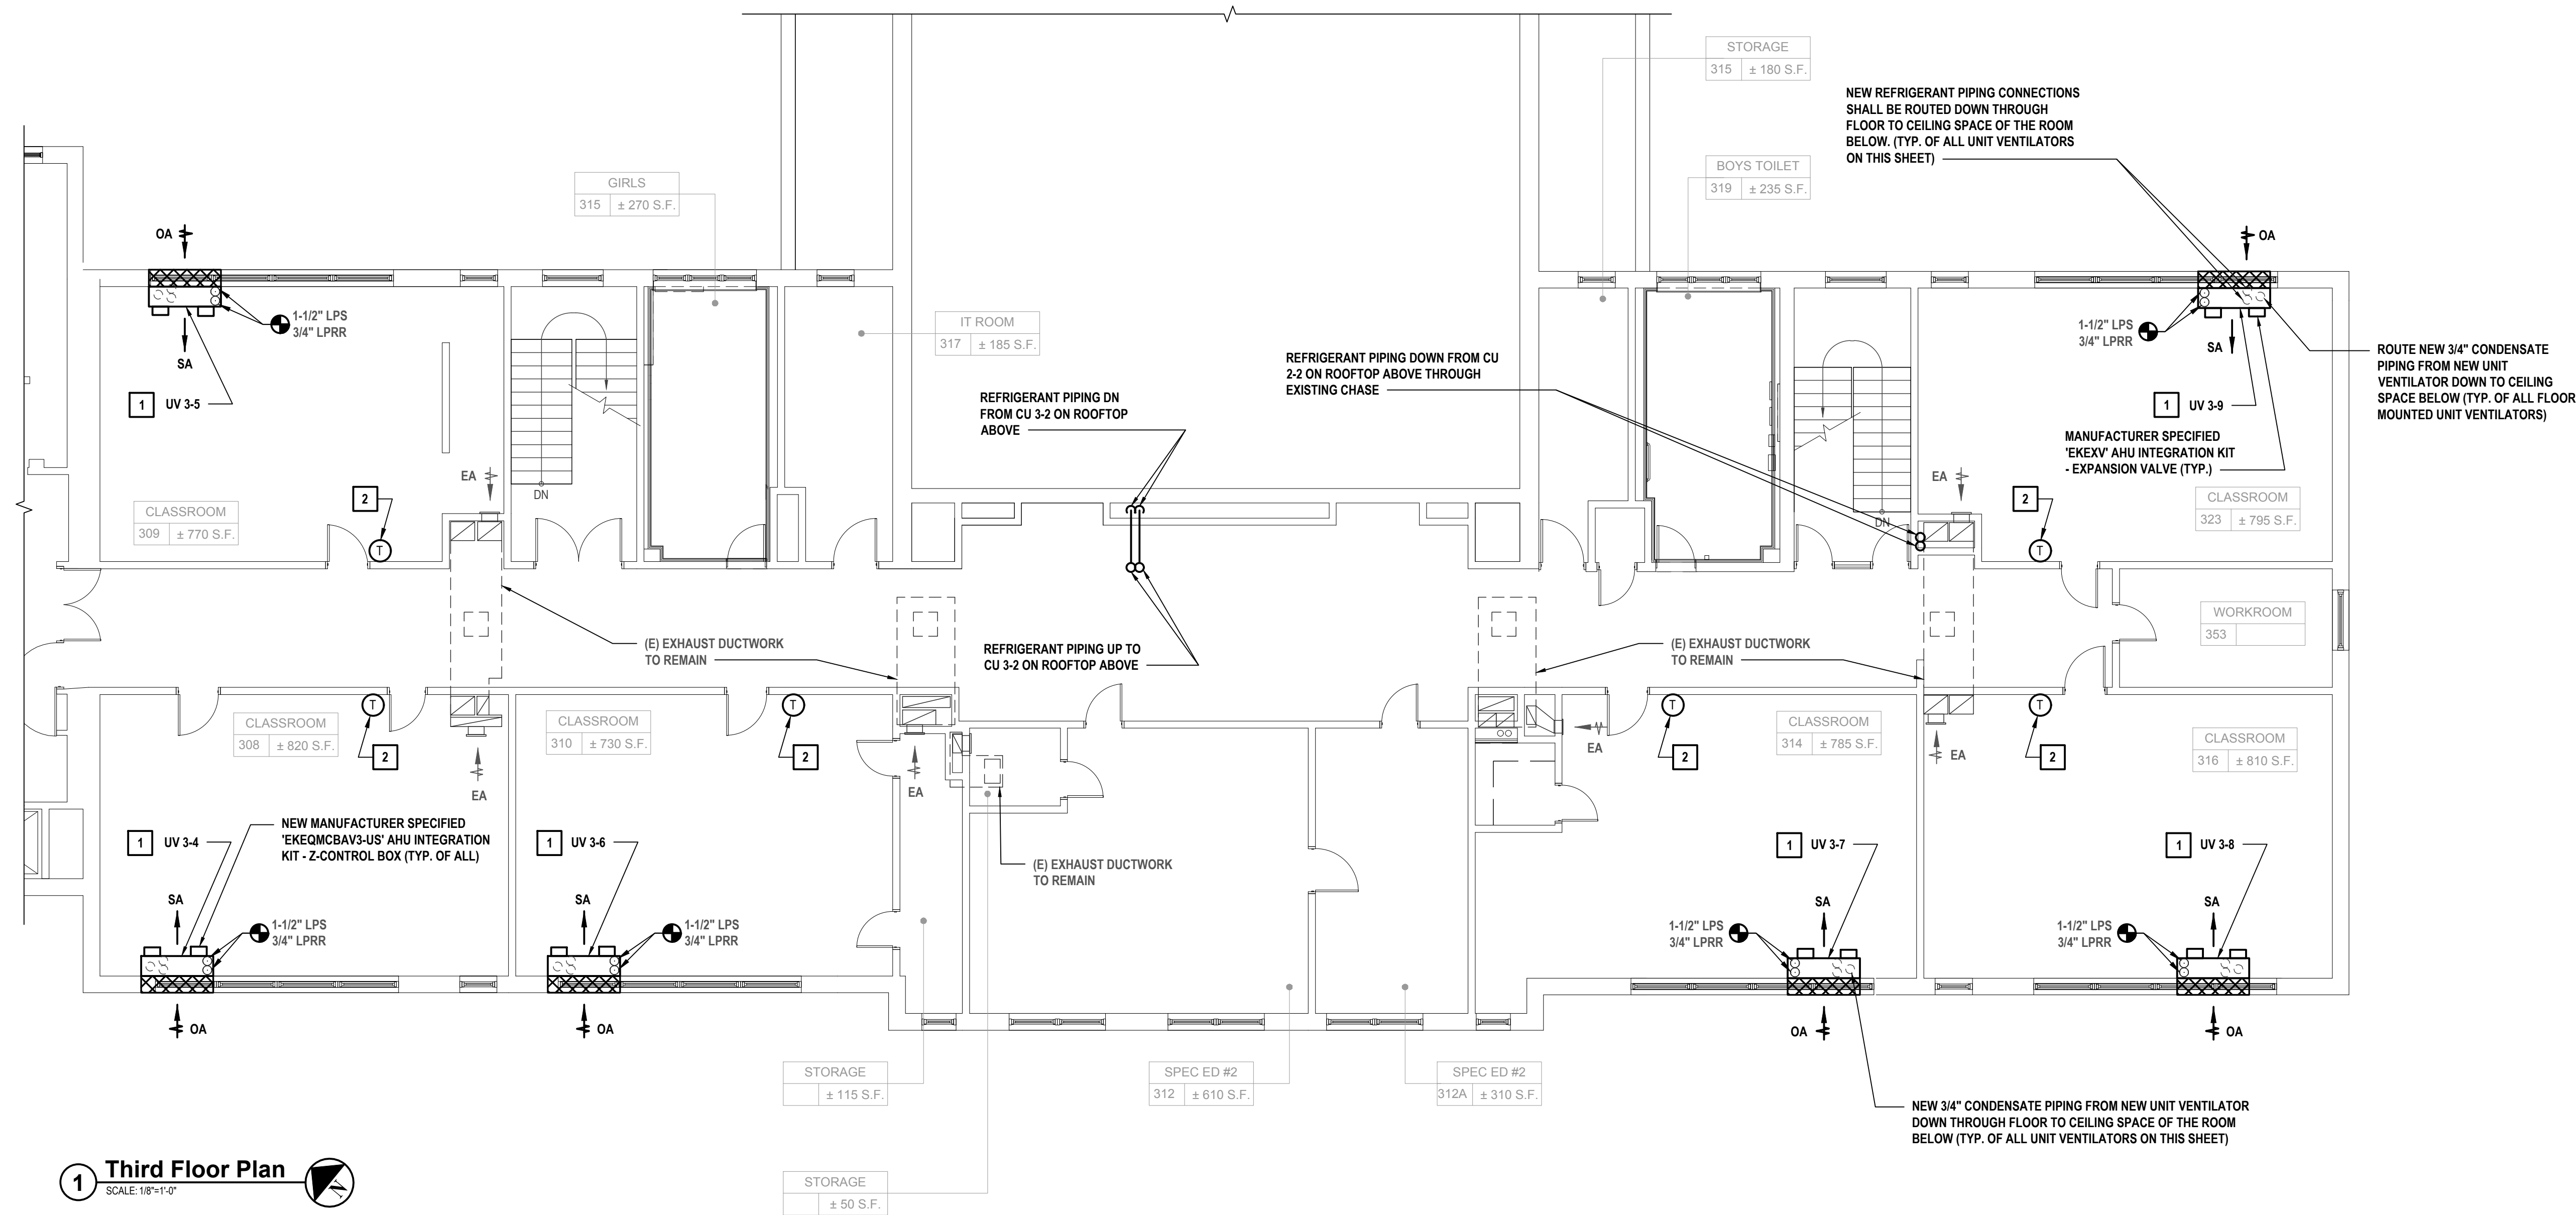 STORAGE
315 ± 180 S.F.
NEW REFRIGERANT PIPING CONNECTIONS
SHALL BE ROUTED DOWN THROUGH
FLOOR TO CEILING SPACE OF THE ROOM
BELOW. (TYP. OF ALL UNIT VENTILATORS
ON THIS SHEET)
GIRLS
315 ± 270 S.F.
BOYS TOILET
319 ± 235 S.F.
OA
OA
1-1/2" LPS
3/4" LPRR
SA
1 UV 3-5
IT ROOM
317 ± 185 S.F.
REFRIGERANT PIPING DOWN FROM CU
2-2 ON ROOFTOP ABOVE THROUGH
EXISTING CHASE
REFRIGERANT PIPING DN
FROM CU 3-2 ON ROOFTOP
ABOVE
1-1/2" LPS
3/4" LPRR
SA
ROUTE NEW 3/4" CONDENSATE
PIPING FROM NEW UNIT
VENTILATOR DOWN TO CEILING
SPACE BELOW (TYP. OF ALL FLOOR
MOUNTED UNIT VENTILATORS)
1 UV 3-9
MANUFACTURER SPECIFIED
'EKEXV' AHU INTEGRATION KIT
- EXPANSION VALVE (TYP.)
EA
DN
2
T
CLASSROOM
309 ± 770 S.F.
EA
DN
2
T
CLASSROOM
323 ± 795 S.F.
(E) EXHAUST DUCTWORK
TO REMAIN
REFRIGERANT PIPING UP TO
CU 3-2 ON ROOFTOP ABOVE
(E) EXHAUST DUCTWORK
TO REMAIN
WORKROOM
353
CLASSROOM
308 ± 820 S.F.
T
2
EA
CLASSROOM
310 ± 730 S.F.
T
2
EA
EA
T
2
CLASSROOM
314 ± 785 S.F.
EA
T
2
CLASSROOM
316 ± 810 S.F.
1 UV 3-4
NEW MANUFACTURER SPECIFIED
'EKEQMCBAV3-US' AHU INTEGRATION
KIT - Z-CONTROL BOX (TYP. OF ALL)
1 UV 3-6
(E) EXHAUST DUCTWORK
TO REMAIN
1 UV 3-7
1 UV 3-8
SA
1-1/2" LPS
3/4" LPRR
OA
SA
1-1/2" LPS
3/4" LPRR
OA
SA
1-1/2" LPS
3/4" LPRR
OA
SA
1-1/2" LPS
3/4" LPRR
OA
STORAGE
± 115 S.F.
SPEC ED #2
312 ± 610 S.F.
SPEC ED #2
312A ± 310 S.F.
NEW 3/4" CONDENSATE PIPING FROM NEW UNIT VENTILATOR
DOWN THROUGH FLOOR TO CEILING SPACE OF THE ROOM
BELOW (TYP. OF ALL UNIT VENTILATORS ON THIS SHEET)
STORAGE
± 50 S.F.
1 Third Floor Plan
SCALE: 1/8"=1'-0"
N